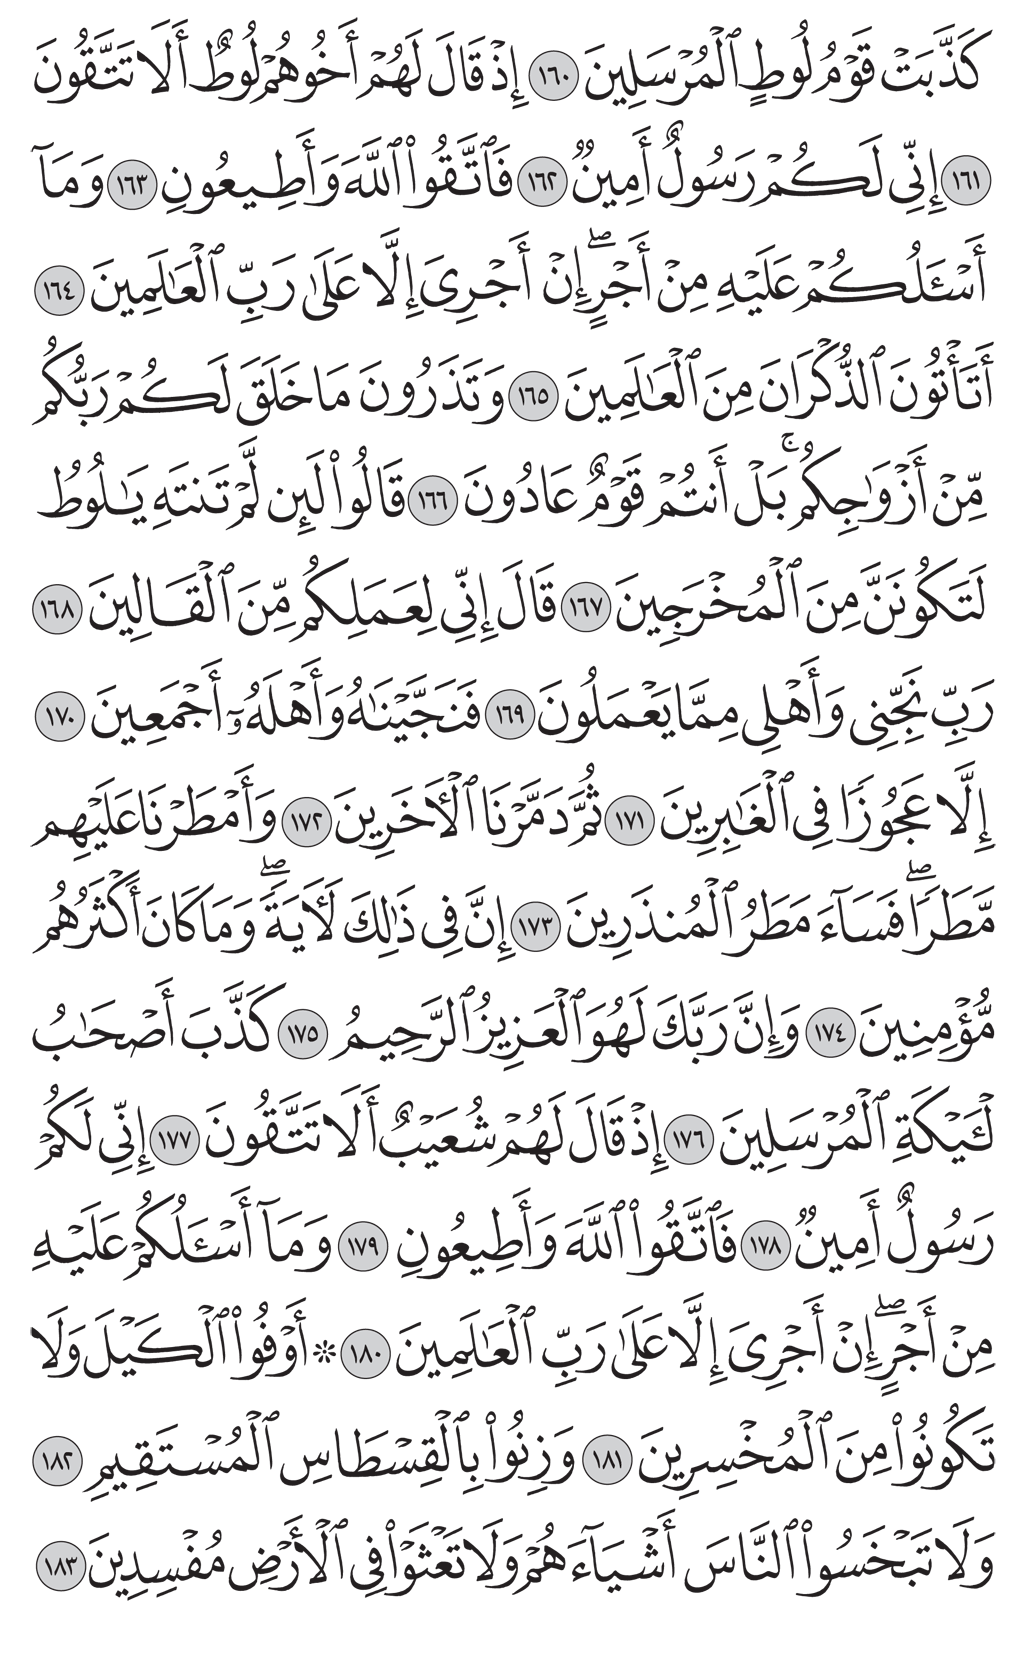 كَذَّبَتۡ قَوۡمُ لُوطٍ ٱلۡمُرۡسَلِينَ ١٦٠ إِذۡ قَالَ لَهُمۡ أَخُوهُمۡ لُوطٌ أَلَا تَتَّقُونَ
١٦١ إِنِّي لَكُمۡ رَسُولٌ أَمِينٌ ١٦٢ فَٱتَّقُواْ ٱللَّهَ وَأَطِيعُونِ ١٦٣ وَمَآ
أَسۡـَٔلُكُمۡ عَلَيۡهِ مِنۡ أَجۡرٍۖ إِنۡ أَجۡرِيَ إِلَّا عَلَىٰ رَبِّ ٱلۡعَٰلَمِينَ ١٦٤
أَتَأۡتُونَ ٱلذُّكۡرَانَ مِنَ ٱلۡعَٰلَمِينَ ١٦٥ وَتَذَرُونَ مَا خَلَقَ لَكُمۡ رَبُّكُم
مِّنۡ أَزۡوَٰجِكُمۚ بَلۡ أَنتُمۡ قَوۡمٌ عَادُونَ ١٦٦ قَالُواْ لَئِن لَّمۡ تَنتَهِ يَٰلُوطُ
لَتَكُونَنَّ مِنَ ٱلۡمُخۡرَجِينَ ١٦٧ قَالَ إِنِّي لِعَمَلِكُم مِّنَ ٱلۡقَالِينَ ١٦٨
رَبِّ نَجِّنِي وَأَهۡلِي مِمَّا يَعۡمَلُونَ ١٦٩ فَنَجَّيۡنَٰهُ وَأَهۡلَهُۥٓ أَجۡمَعِينَ ١٧٠
إِلَّا عَجُوزٗا فِي ٱلۡغَٰبِرِينَ ١٧١ ثُمَّ دَمَّرۡنَا ٱلۡأٓخَرِينَ ١٧٢ وَأَمۡطَرۡنَا عَلَيۡهِم
مَّطَرٗاۖ فَسَآءَ مَطَرُ ٱلۡمُنذَرِينَ ١٧٣ إِنَّ فِي ذَٰلِكَ لَأٓيَةٗۖ وَمَا كَانَ أَكۡثَرُهُم
مُّؤۡمِنِينَ ١٧٤ وَإِنَّ رَبَّكَ لَهُوَ ٱلۡعَزِيزُ ٱلرَّحِيمُ ١٧٥ كَذَّبَ أَصۡحَٰبُ
لۡـَٔيۡكَةِ ٱلۡمُرۡسَلِينَ ١٧٦ إِذۡ قَالَ لَهُمۡ شُعَيۡبٌ أَلَا تَتَّقُونَ ١٧٧ إِنِّي لَكُمۡ
رَسُولٌ أَمِينٌ ١٧٨ فَٱتَّقُواْ ٱللَّهَ وَأَطِيعُونِ ١٧٩ وَمَآ أَسۡـَٔلُكُمۡ عَلَيۡهِ
مِنۡ أَجۡرٍۖ إِنۡ أَجۡرِيَ إِلَّا عَلَىٰ رَبِّ ٱلۡعَٰلَمِينَ ١٨٠ ۞ أَوۡفُواْ ٱلۡكَيۡلَ وَلَا
تَكُونُواْ مِنَ ٱلۡمُخۡسِرِينَ ١٨١ وَزِنُواْ بِٱلۡقِسۡطَاسِ ٱلۡمُسۡتَقِيمِ ١٨٢
وَلَا تَبۡخَسُواْ ٱلنَّاسَ أَشۡيَآءَهُمۡ وَلَا تَعۡثَوۡاْ فِي ٱلۡأَرۡضِ مُفۡسِدِينَ ١٨٣